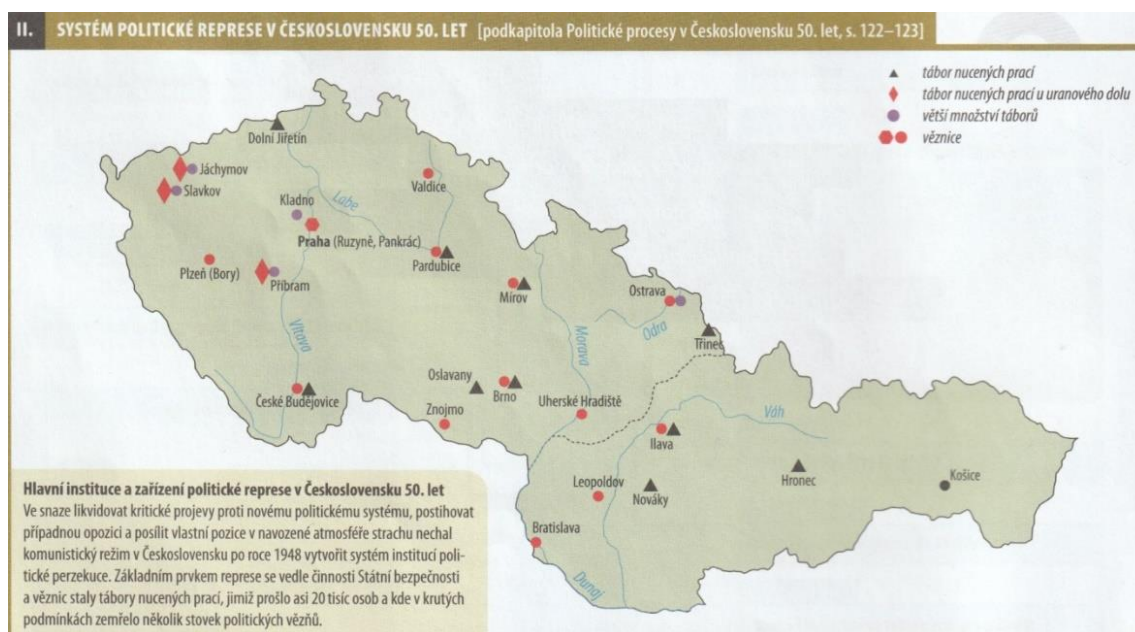 II. SYSTÉM POLITICKÉ REPRESE V ČESKOSLOVENSKU 50. LET [podkapitola Politické procesy v Československu 50. let, s. 122–123]
tábor nucených prací
tábor nucených prací u uranového dolu
větší množství táborů
věznice
Dolní Jiřetín
Jáchymov
Slavkov
Kladno
Labe
Valdice
Praha (Ruzyně, Pankrác)
Plzeň (Bory)
Příbram
Pardubice
Mírov
Ostrava
Odra
Třinec
Vltava
Morava
České Budějovice
Oslavany
Brno
Znojmo
Uherské Hradiště
Váh
Ilava
Leopoldov
Nováky
Hronec
Košice
Bratislava
Dunaj
Hlavní instituce a zařízení politické represe v Československu 50. let
Ve snaze likvidovat kritické projevy proti novému politickému systému, postihovat
případnou opozici a posílit vlastní pozice v navozené atmosféře strachu nechal
komunistický režim v Československu po roce 1948 vytvořit systém institucí poli-
tické perzekuce. Základním prvkem represe se vedle činnosti Státní bezpečnosti
a věznic staly tábory nucených prací, jimiž prošlo asi 20 tisíc osob a kde v krutých
podmínkách zemřelo několik stovek politických vězňů.